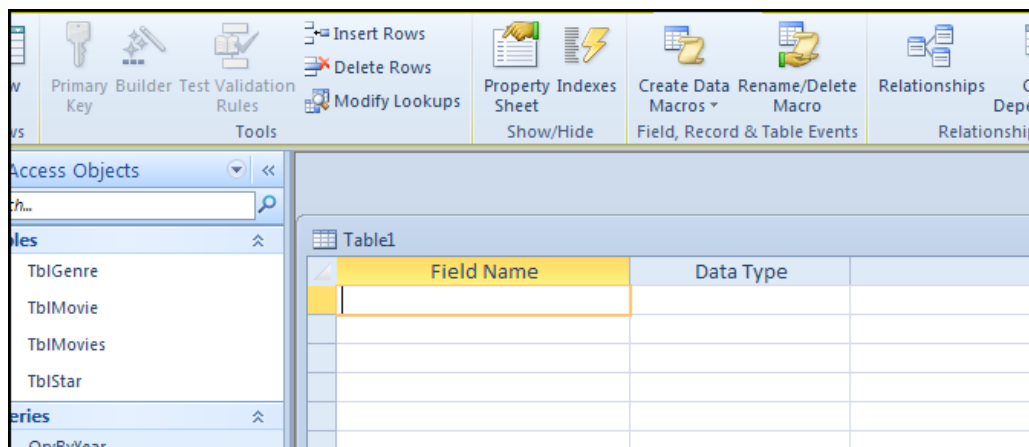 Insert Rows
Delete Rows
Modify Lookups
Primary Key
Builder
Test Validation Rules
Property Sheet
Indexes
Create Data Macros
Rename/Delete Macro
Relationships
Tools
Show/Hide
Field, Record & Table Events
Relationshi
Access Objects
Table1
Field Name
Data Type
TblGenre
TblMovie
TblMovies
TblStar